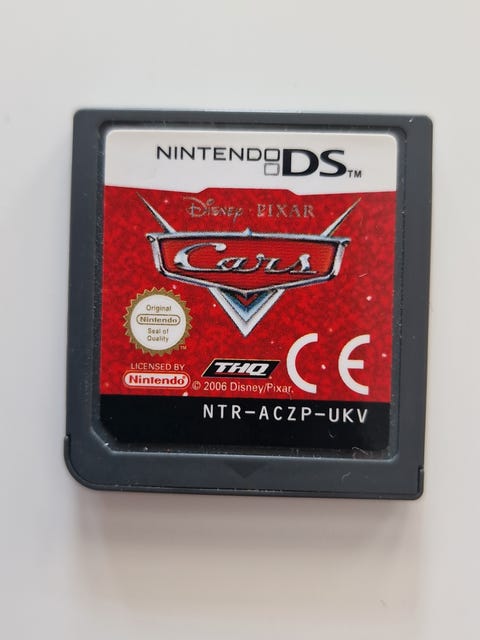 NINTENDO DS™
Disney · PIXAR
Cars
Original
Nintendo
Seal of
Quality
TM
LICENSED BY
Nintendo
THQ
© 2006 Disney/Pixar.
CE
NTR-ACZP-UKV